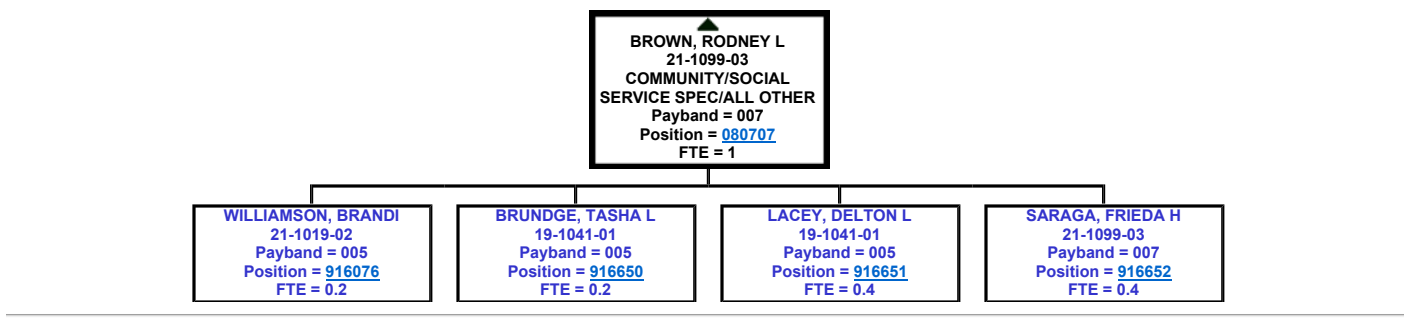 BROWN, RODNEY L
21-1099-03
COMMUNITY/SOCIAL
SERVICE SPEC/ALL OTHER
Payband = 007
Position = 080707
FTE = 1
WILLIAMSON, BRANDI
21-1019-02
Payband = 005
Position = 916076
FTE = 0.2
BRUNDGE, TASHA L
19-1041-01
Payband = 005
Position = 916650
FTE = 0.2
LACEY, DELTON L
19-1041-01
Payband = 005
Position = 916651
FTE = 0.4
SARAGA, FRIEDA H
21-1099-03
Payband = 007
Position = 916652
FTE = 0.4